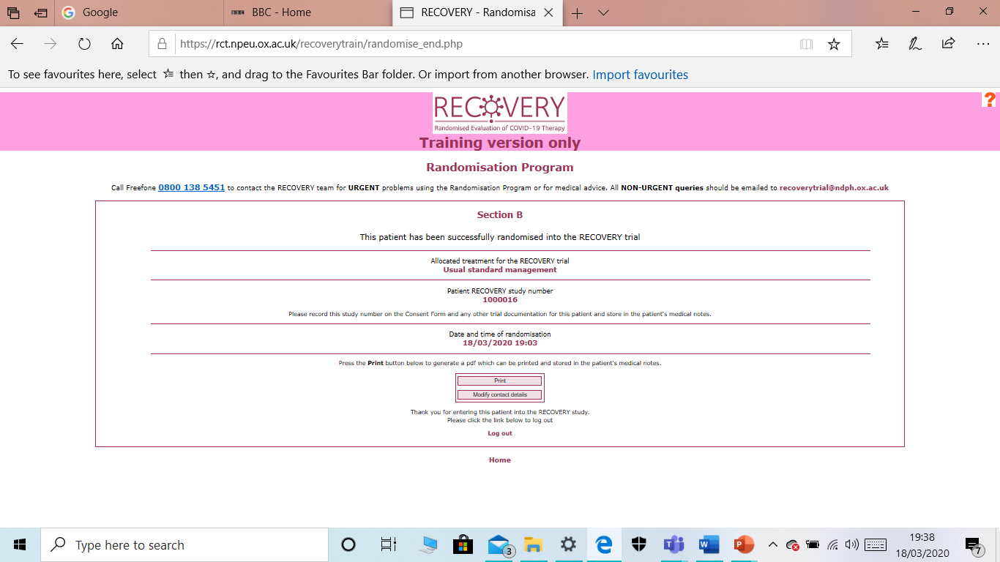 Google
BBC - Home
RECOVERY - Randomisa
https://rct.npeu.ox.ac.uk/recoverytrain/randomise_end.php
To see favourites here, select then , and drag to the Favourites Bar folder. Or import from another browser. Import favourites
?
RECOVERY
Randomised Evaluation of COVID-19 Therapy
Training version only
Randomisation Program
Call Freefone 0800 138 5451 to contact the RECOVERY team for URGENT problems using the Randomisation Program or for medical advice. All NON-URGENT queries should be emailed to recoverytrial@ndph.ox.ac.uk
Section B
This patient has been successfully randomised into the RECOVERY trial
Allocated treatment for the RECOVERY trial
Usual standard management
Patient RECOVERY study number
1000016
Please record this study number on the Consent Form and any other trial documentation for this patient and store in the patient's medical notes.
Date and time of randomisation
18/03/2020 19:03
Press the Print button below to generate a pdf which can be printed and stored in the patient's medical notes.
Print
Modify contact details
Thank you for entering this patient into the RECOVERY study.
Please click the link below to log out
Log out
Home
Type here to search
3
19:38
18/03/2020
7